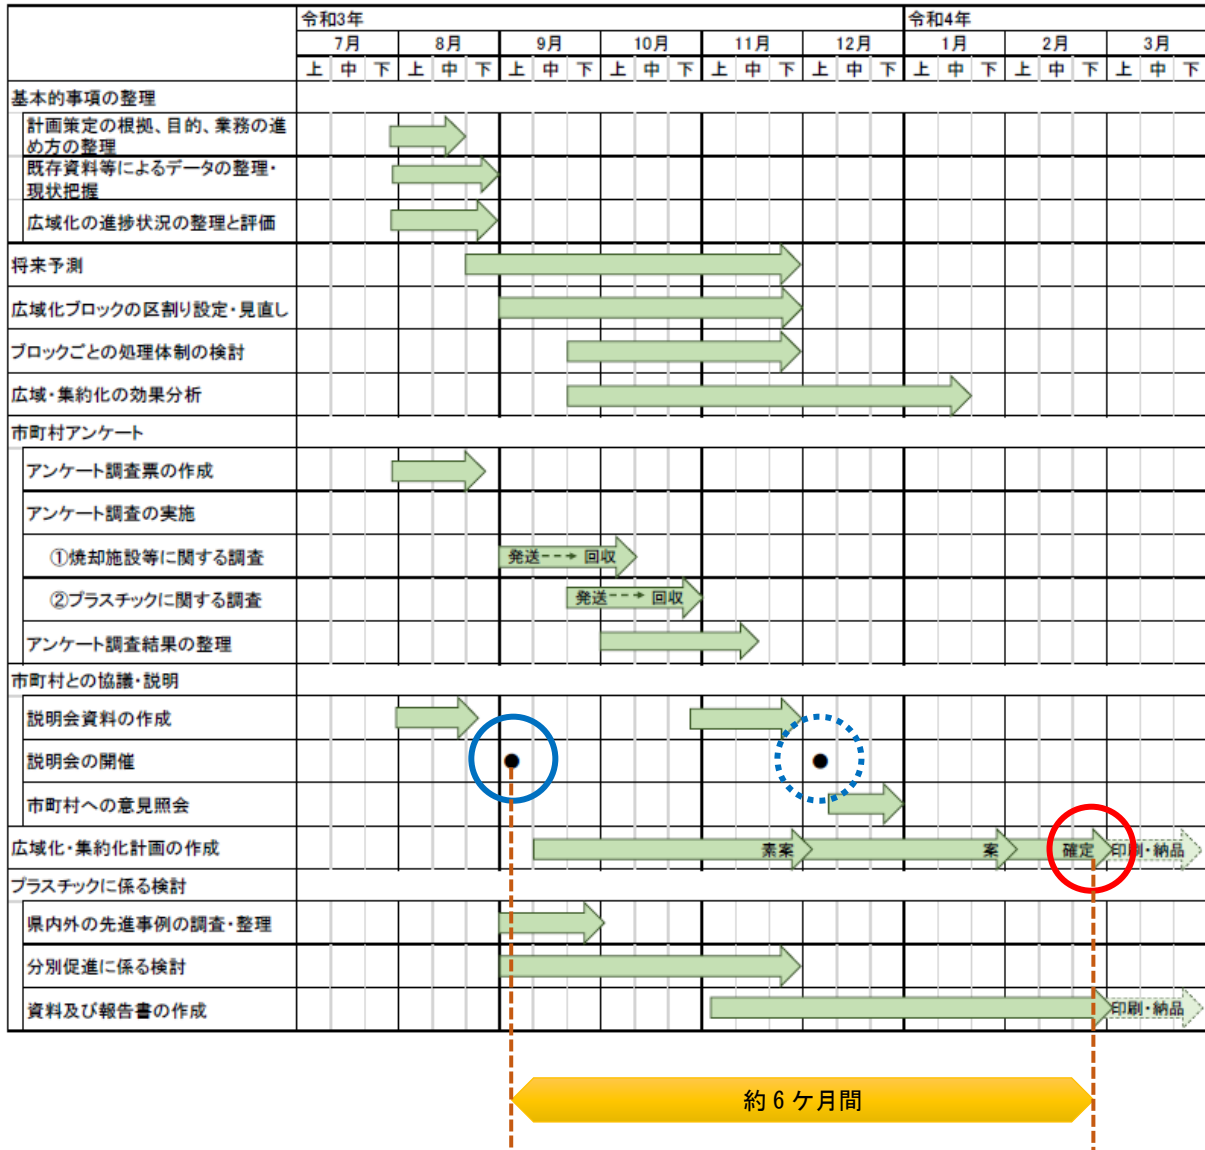 令和3年 令和4年
7月 8月 9月 10月 11月 12月 1月 2月 3月
上 中 下 上 中 下 上 中 下 上 中 下 上 中 下 上 中 下 上 中 下 上 中 下 上 中 下
基本的事項の整理
計画策定の根拠、目的、業務の進
め方の整理
既存資料等によるデータの整理・
現状把握
広域化の進捗状況の整理と評価
将来予測
広域化ブロックの区割り設定・見直し
ブロックごとの処理体制の検討
広域・集約化の効果分析
市町村アンケート
アンケート調査票の作成
アンケート調査の実施
①焼却施設等に関する調査 発送 回収
②プラスチックに関する調査 発送 回収
アンケート調査結果の整理
市町村との協議・説明
説明会資料の作成
説明会の開催
市町村への意見照会
広域化・集約化計画の作成 素案 案 確定 印刷・納品
プラスチックに係る検討
県内外の先進事例の調査・整理
分別促進に係る検討
資料及び報告書の作成 印刷・納品
約6ケ月間